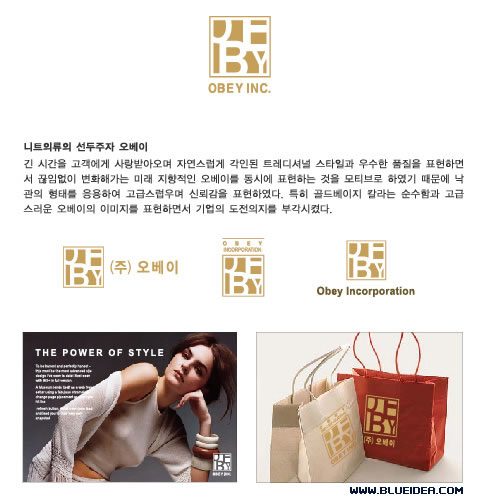 OBEY INC.
니트의류의 선두주자 오베이
긴 시간을 고객에게 사랑받아오며 자연스럽게 각인된 트레디셔널 스타일과 우수한 품질을 표현하면
서 끊임없이 변화해가는 미래 지향적인 오베이를 동시에 표현하는 것을 모티브로 하였기 때문에 낙
관의 형태를 응용하여 고급스럽우며 신뢰감을 표현하였다. 특히 골드베이지 칼라는 순수함과 고급
스러운 오베이의 이미지를 표현하면서 기업의 도전의지를 부각시켰다.
(주) 오베이
OBEY
INCORPORATION
Obey Incorporation
THE POWER OF STYLE
OBEY INC.
(주) 오베이
WWW.BLUEIDEA.COM